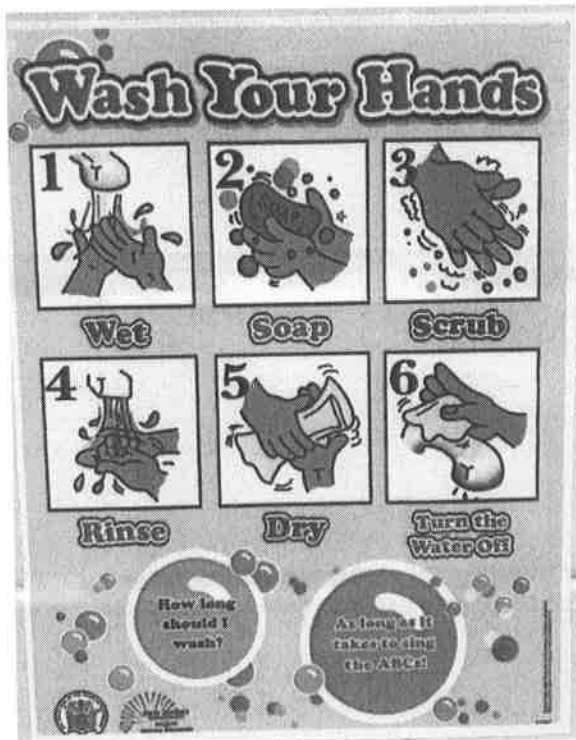 Wash Your Hands
1
2
SOAP
3
Wet
Soap
Scrub
4
5
6
Rinse
Dry
Turn the
Water Off
How long
should I
wash?
As long as it
takes to sing
the ABCs!